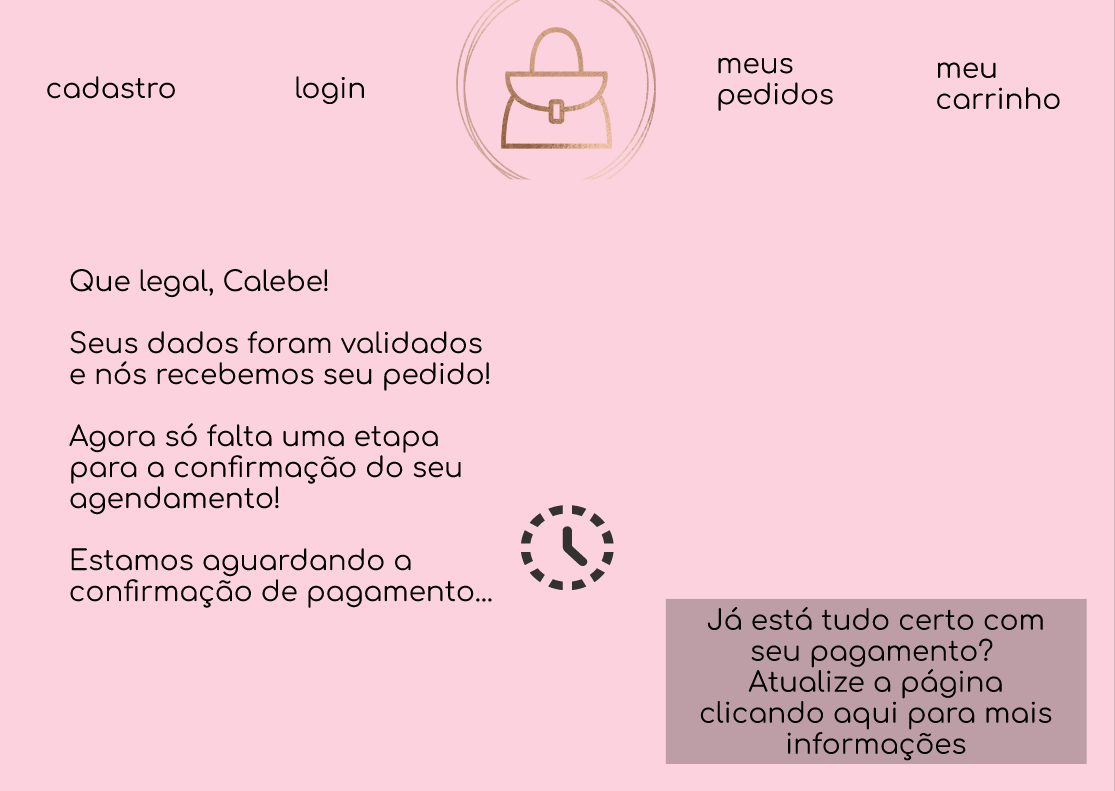 cadastro
login
meus
pedidos
meu
carrinho
Que legal, Calebe!
Seus dados foram validados
e nós recebemos seu pedido!
Agora só falta uma etapa
para a confirmação do seu
agendamento!
Estamos aguardando a
confirmação de pagamento...
Já está tudo certo com
seu pagamento?
Atualize a página
clicando aqui para mais
informações